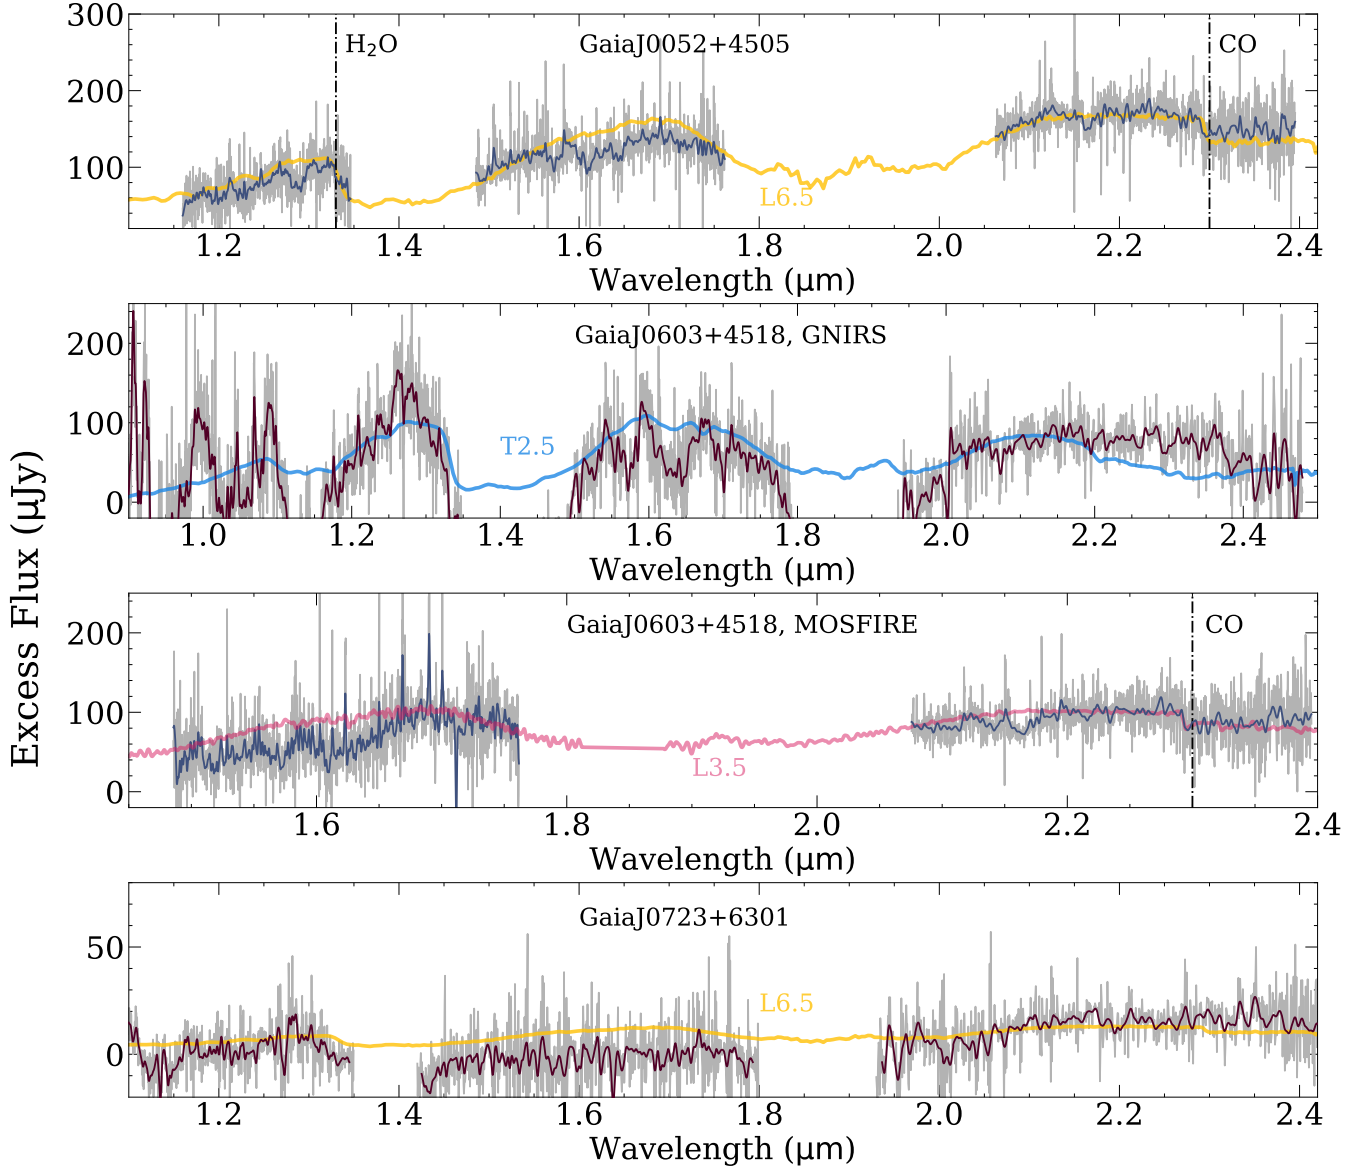 300
200
100
H₂O
GaiaJ0052+4505
CO
L6.5
1.2 1.4 1.6 1.8 2.0 2.2 2.4
Wavelength (μm)
200
100
0
GaiaJ0603+4518, GNIRS
T2.5
1.0 1.2 1.4 1.6 1.8 2.0 2.2 2.4
Wavelength (μm)
Excess Flux (μJy)
200
100
0
GaiaJ0603+4518, MOSFIRE
CO
L3.5
1.6 1.8 2.0 2.2 2.4
Wavelength (μm)
50
0
GaiaJ0723+6301
L6.5
1.2 1.4 1.6 1.8 2.0 2.2 2.4
Wavelength (μm)